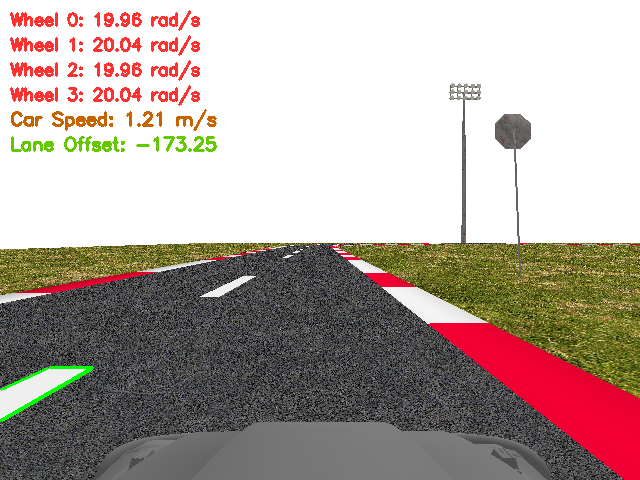 Wheel 0: 19.96 rad/s
Wheel 1: 20.04 rad/s
Wheel 2: 19.96 rad/s
Wheel 3: 20.04 rad/s
Car Speed: 1.21 m/s
Lane Offset: -173.25